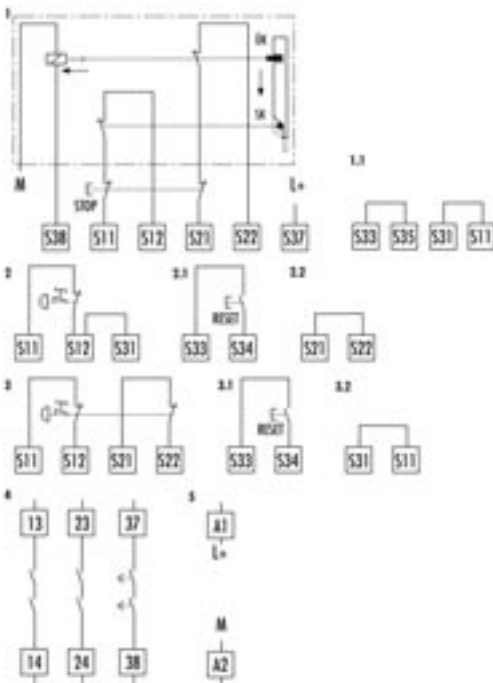 1
ÜK
SK
M
L+
1.1
STOP
S38 S11 S12 S21 S22 S37
S33 S35 S31 S11
2
2.1
2.2
RESET
S11 S12 S31
S33 S34
S21 S22
3
3.1
3.2
RESET
S11 S12 S21 S22
S33 S34
S31 S11
4
5
13 23 37
A1
L+
M
14 24 38
A2